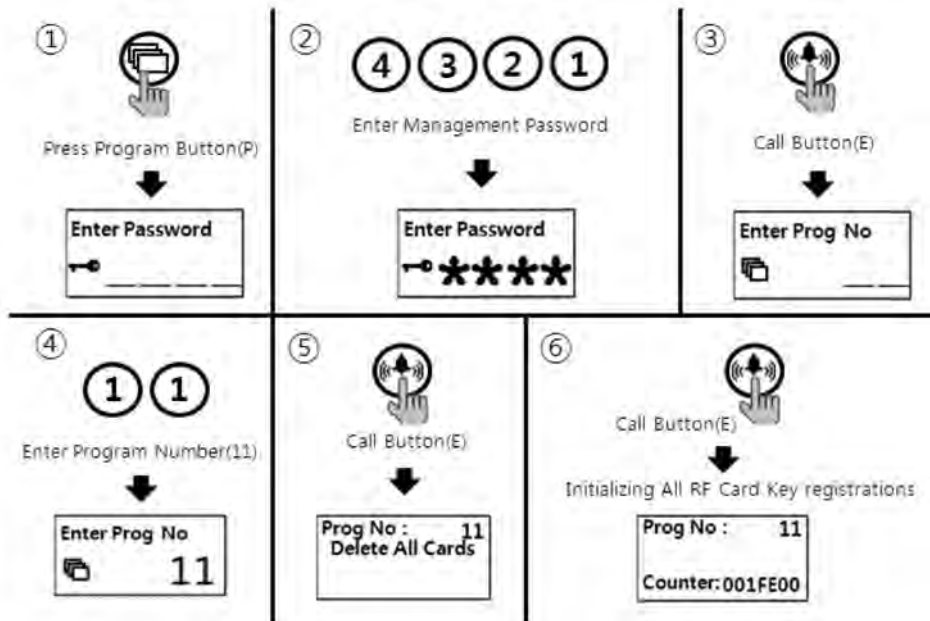 ①
Press Program Button(P)
Enter Password
②
4 3 2 1
Enter Management Password
Enter Password
③
Call Button(E)
Enter Prog No
④
1 1
Enter Program Number(11)
Enter Prog No
11
⑤
Call Button(E)
Prog No : 11
Delete All Cards
⑥
Call Button(E)
Initializing All RF Card Key registrations
Prog No : 11
Counter: 001FE00